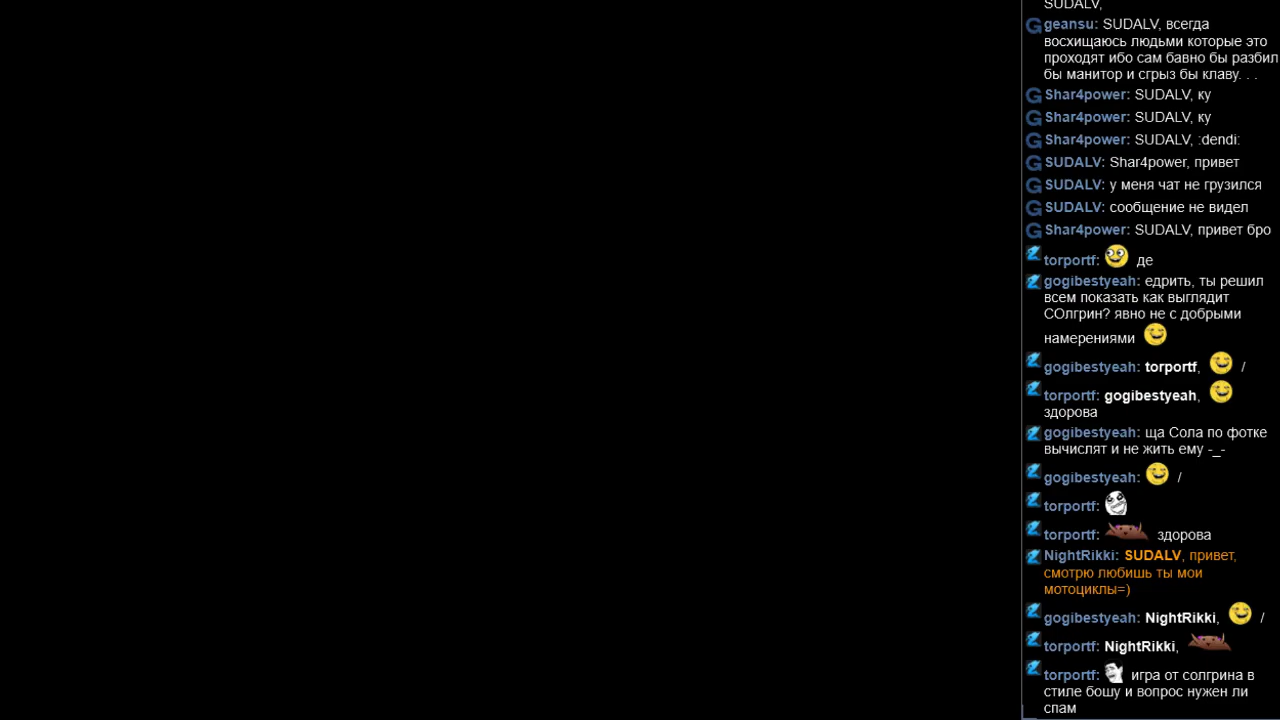 SUDALV,
geansu: SUDALV, всегда
восхищаюсь людьми которые это
проходят ибо сам бавно бы разбил
бы манитор и сгрыз бы клаву. . .
Shar4power: SUDALV, ку
Shar4power: SUDALV, ку
Shar4power: SUDALV, :dendi:
SUDALV: Shar4power, привет
SUDALV: у меня чат не грузился
SUDALV: сообщение не видел
Shar4power: SUDALV, привет бро
torportf: де
gogibestyeah: едрить, ты решил
всем показать как выглядит
СОлгрин? явно не с добрыми
намерениями
gogibestyeah: torportf, /
torportf: gogibestyeah,
здорова
gogibestyeah: ща Сола по фотке
вычислят и не жить ему -_-
gogibestyeah: /
torportf:
torportf: здорова
NightRikki: SUDALV, привет,
смотрю любишь ты мои
мотоциклы=)
gogibestyeah: NightRikki, /
torportf: NightRikki,
torportf: игра от солгрина в
стиле бошу и вопрос нужен ли
спам